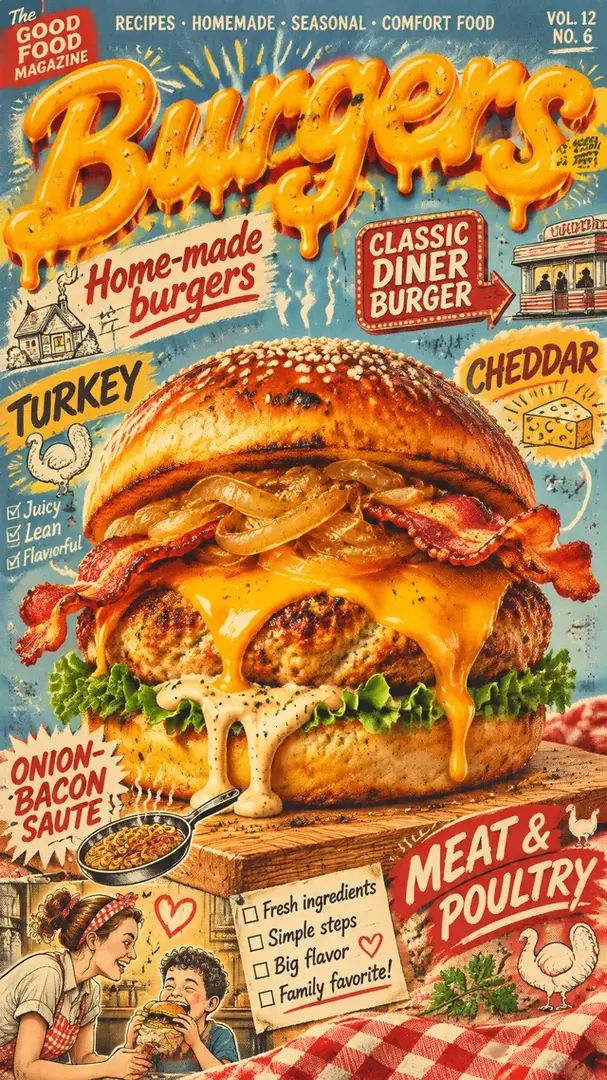 The
GOOD
FOOD
MAGAZINE
RECIPES • HOMEMADE • SEASONAL • COMFORT FOOD
VOL. 12
NO. 6
Burgers
Home-made
burgers
CLASSIC
DINER
BURGER
TURKEY
CHEDDAR
Juicy
Lean
Flavorful
ONION-
BACON
SAUTE
MEAT &
POULTRY
Fresh ingredients
Simple steps
Big flavor
Family favorite!